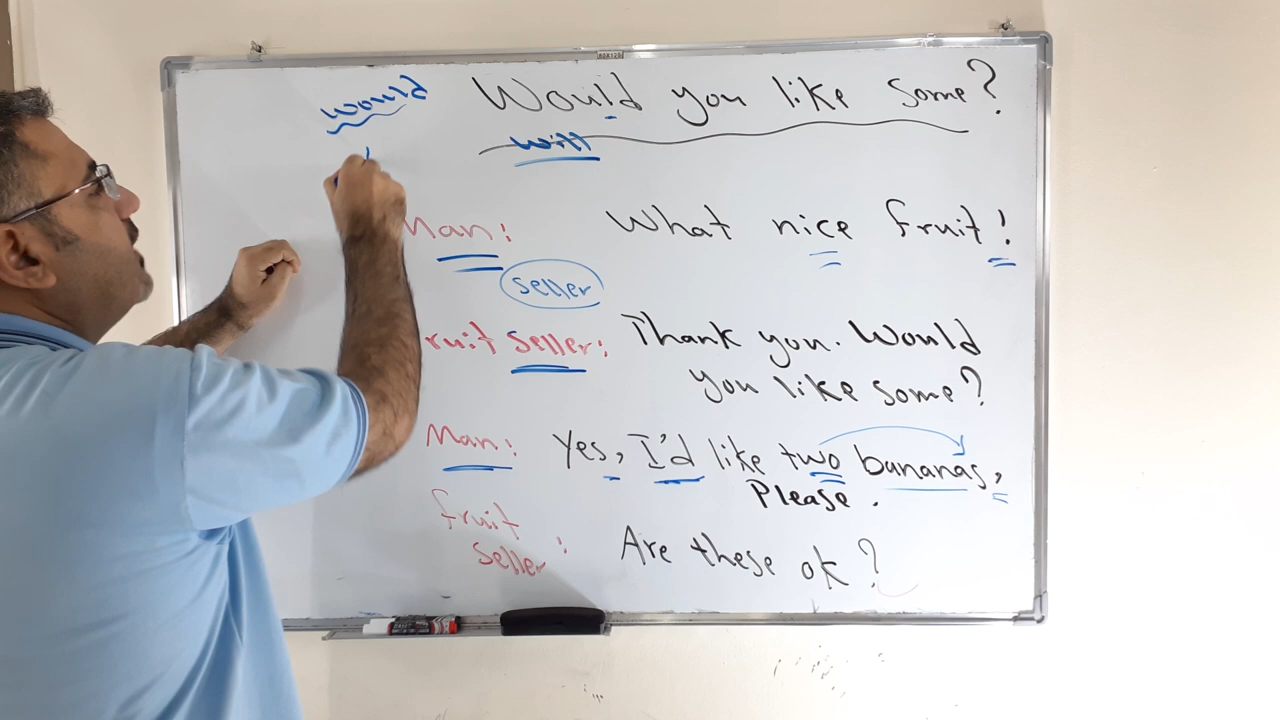 would Would you like some?
will
Man: What nice fruit!
seller
ruit seller: Thank you. Would
you like some?
Man: Yes, I'd like two bananas,
Please.
fruit
seller: Are these ok?